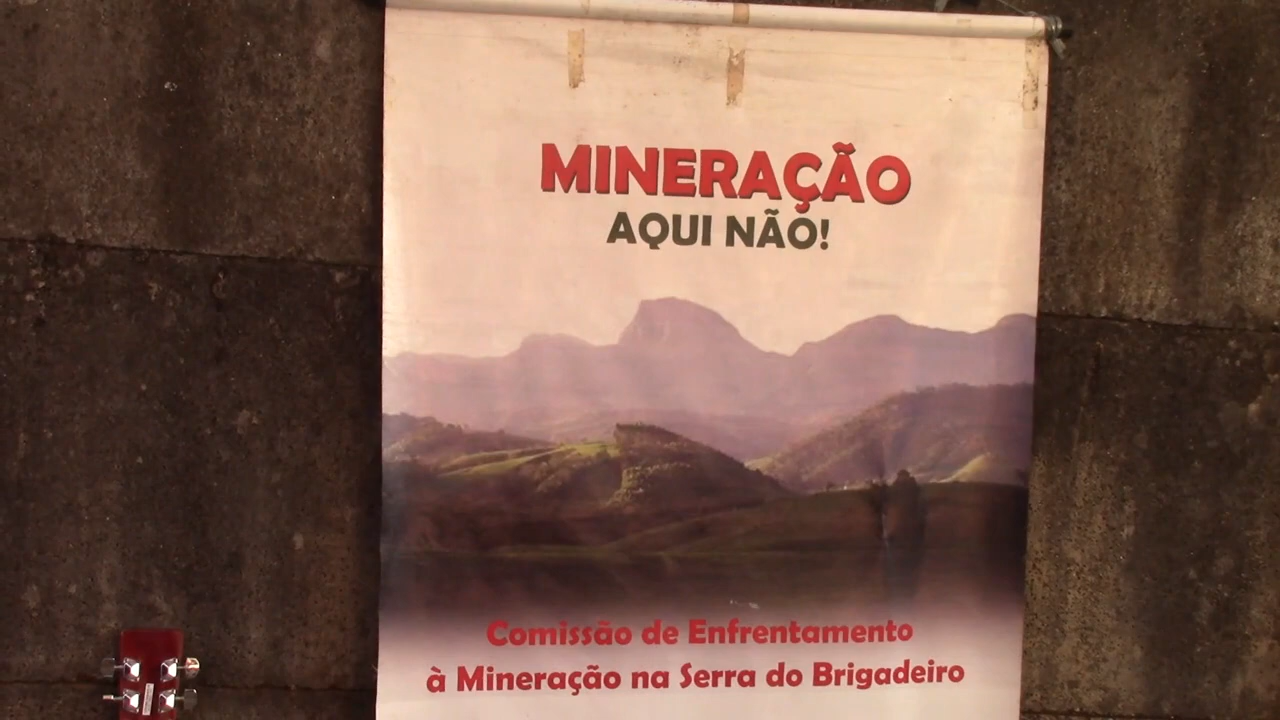 MINERAÇÃO
AQUI NÃO!
Comissão de Enfrentamento
à Mineração na Serra do Brigadeiro